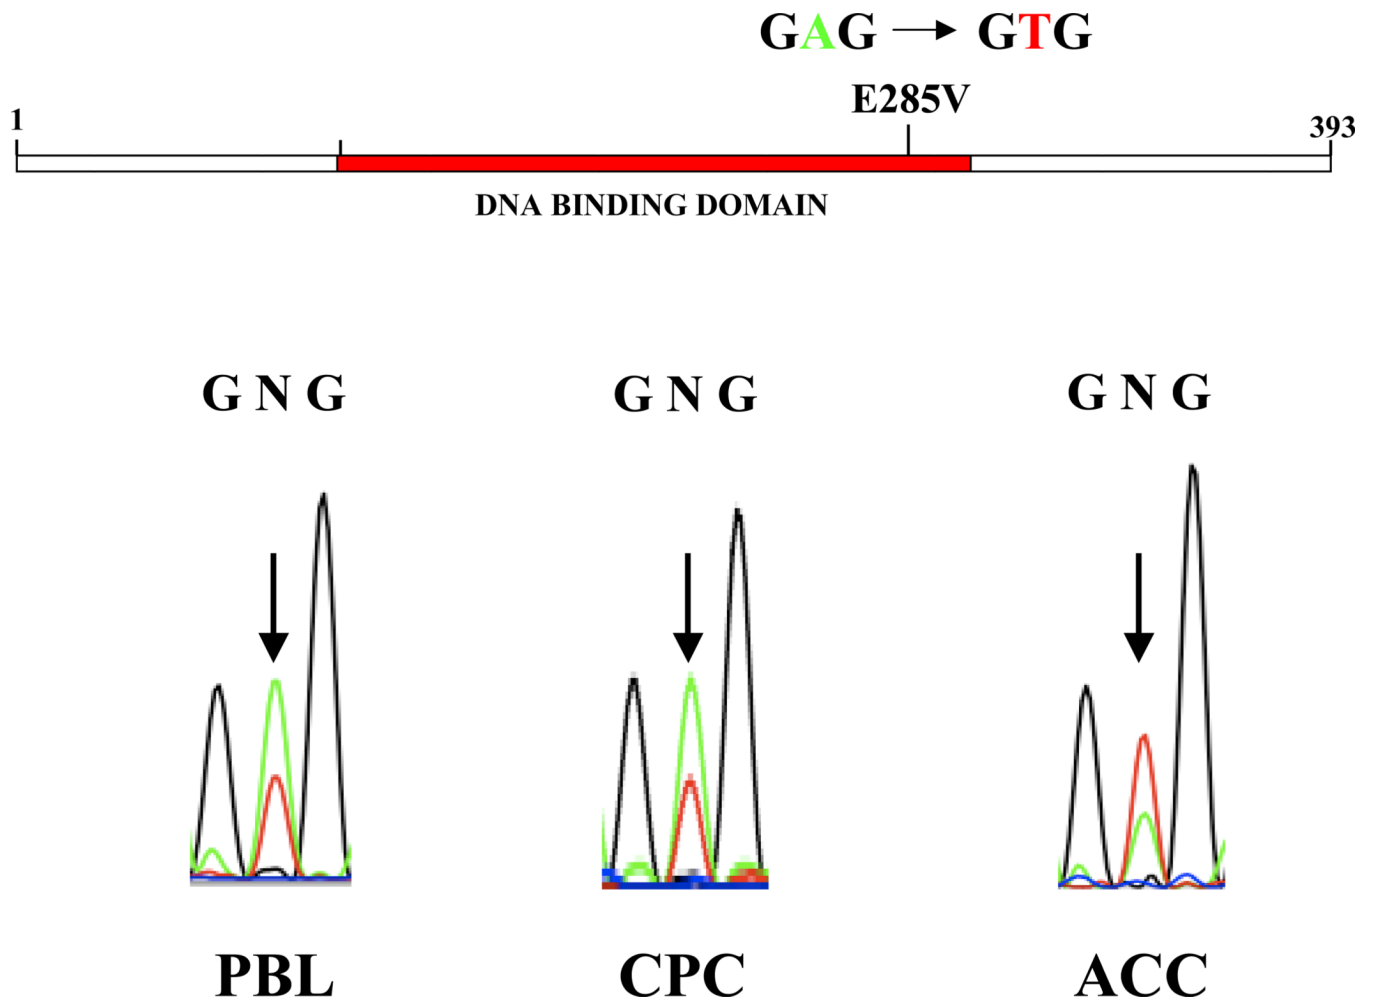 GAG → GTG
E285V
1
393
DNA BINDING DOMAIN
G N G
G N G
G N G
PBL
CPC
ACC